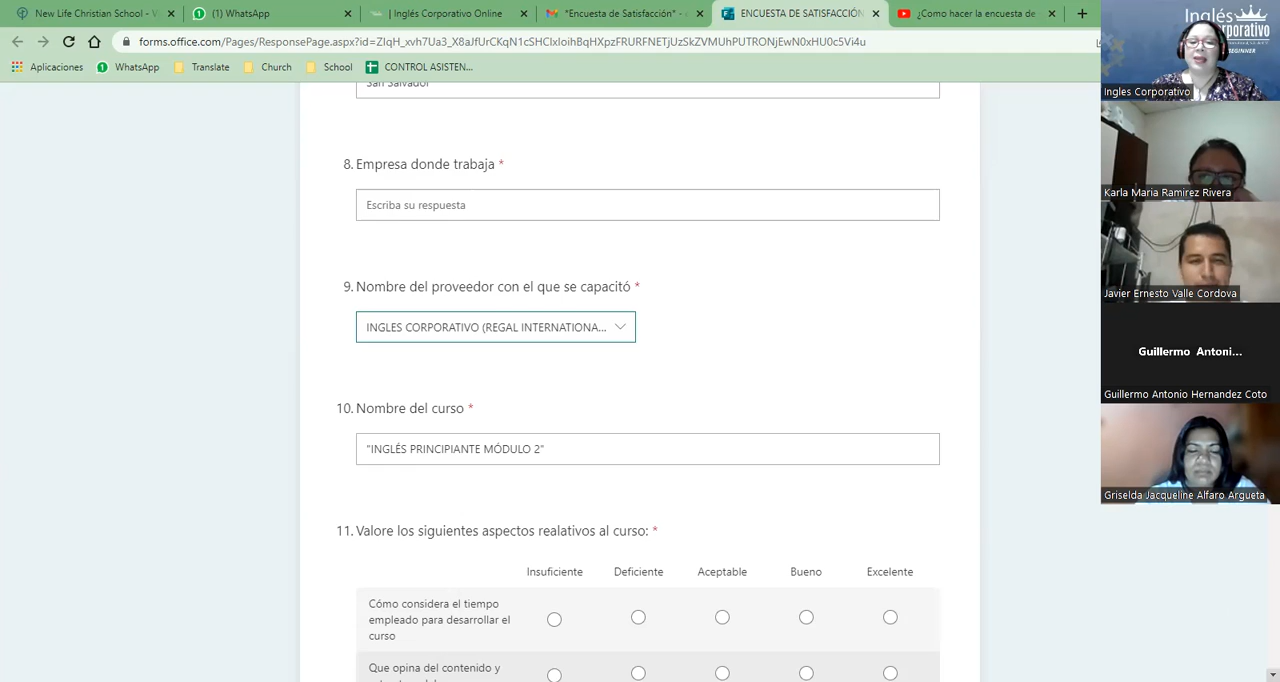 New Life Christian School - V
(1) WhatsApp
| Inglés Corporativo Online
*Encuesta de Satisfacción* -
ENCUESTA DE SATISFACCIÓN
¿Como hacer la encuesta de
forms.office.com/Pages/ResponsePage.aspx?id=ZIqH_xvh7Ua3_X8aJfUrCKqN1cSHCIxIoihBqHXpzFRURFNETjUzSkZVMUhPUTRONjEwN0xHU0c5Vi4u
Aplicaciones
WhatsApp
Translate
Church
School
CONTROL ASISTEN...
San Salvador
8. Empresa donde trabaja *
Escriba su respuesta
9. Nombre del proveedor con el que se capacitó *
INGLES CORPORATIVO (REGAL INTERNATIONA...
10. Nombre del curso *
"INGLÉS PRINCIPIANTE MÓDULO 2"
11. Valore los siguientes aspectos realativos al curso: *
Insuficiente Deficiente Aceptable Bueno Excelente
Cómo considera el tiempo
empleado para desarrollar el
curso
Que opina del contenido y
Inglés
BEGINNER
Ingles Corporativo
Karla Maria Ramirez Rivera
Javier Ernesto Valle Cordova
Guillermo Antoni...
Guillermo Antonio Hernandez Coto
Griselda Jacqueline Alfaro Argueta